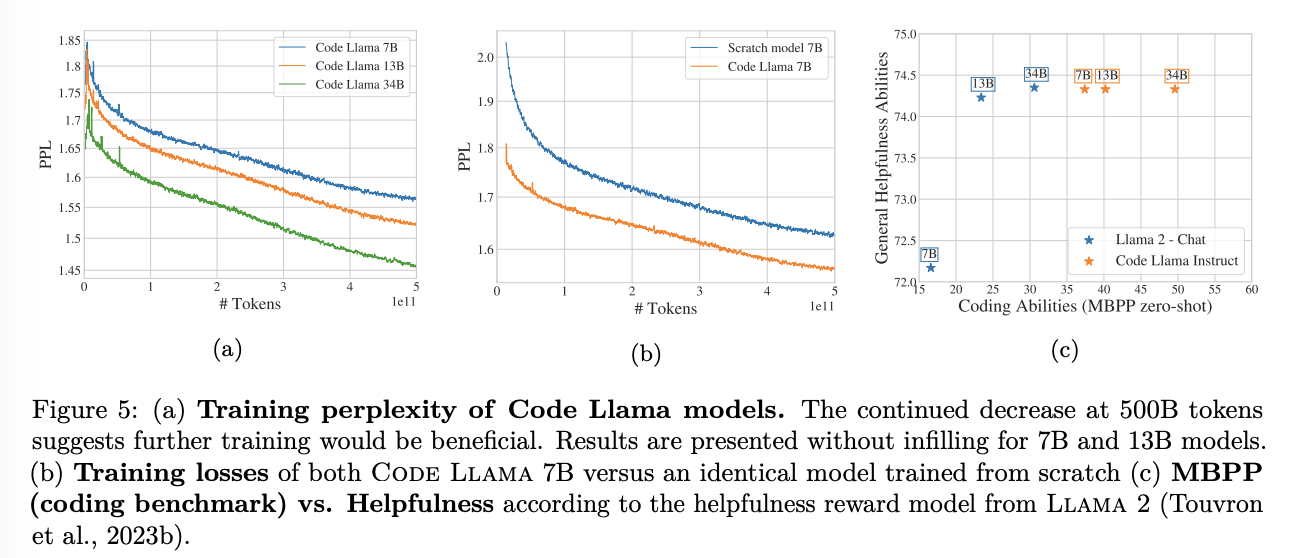 1.85
1.8
1.75
1.7
1.65
1.6
1.55
1.5
1.45
PPL
Code Llama 7B
Code Llama 13B
Code Llama 34B
0 1 2 3 4 5
# Tokens
1e11
(a)
2.0
1.9
1.8
1.7
1.6
PPL
Scratch model 7B
Code Llama 7B
0 1 2 3 4 5
# Tokens
1e11
(b)
75.0
74.5
74.0
73.5
73.0
72.5
72.0
General Helpfulness Abilities
13B
34B
7B
13B
34B
7B
Llama 2 - Chat
Code Llama Instruct
15 20 25 30 35 40 45 50 55 60
Coding Abilities (MBPP zero-shot)
(c)
Figure 5: (a) Training perplexity of Code Llama models. The continued decrease at 500B tokens
suggests further training would be beneficial. Results are presented without infilling for 7B and 13B models.
(b) Training losses of both Code Llama 7B versus an identical model trained from scratch (c) MBPP
(coding benchmark) vs. Helpfulness according to the helpfulness reward model from Llama 2 (Touvron
et al., 2023b).